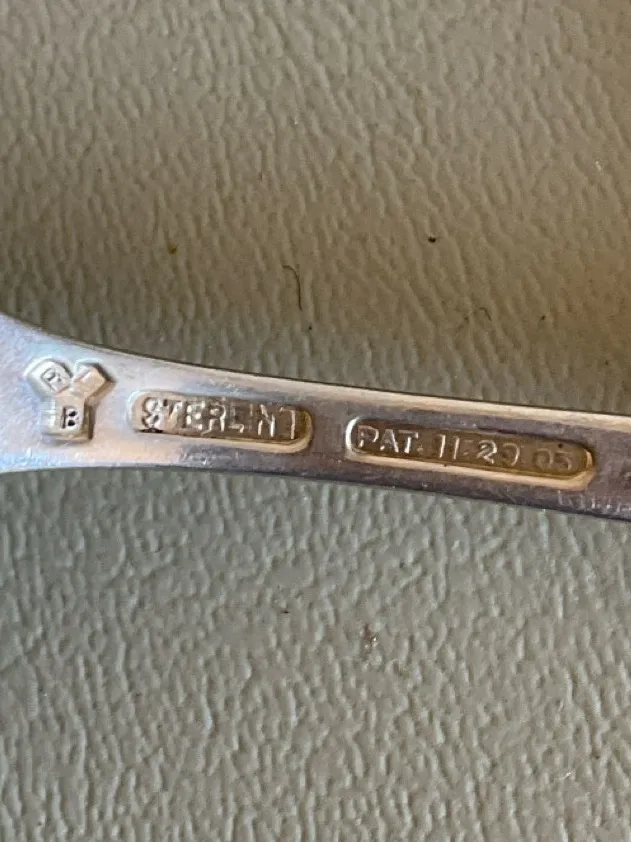 B
STERLING
PAT. 11·29 05